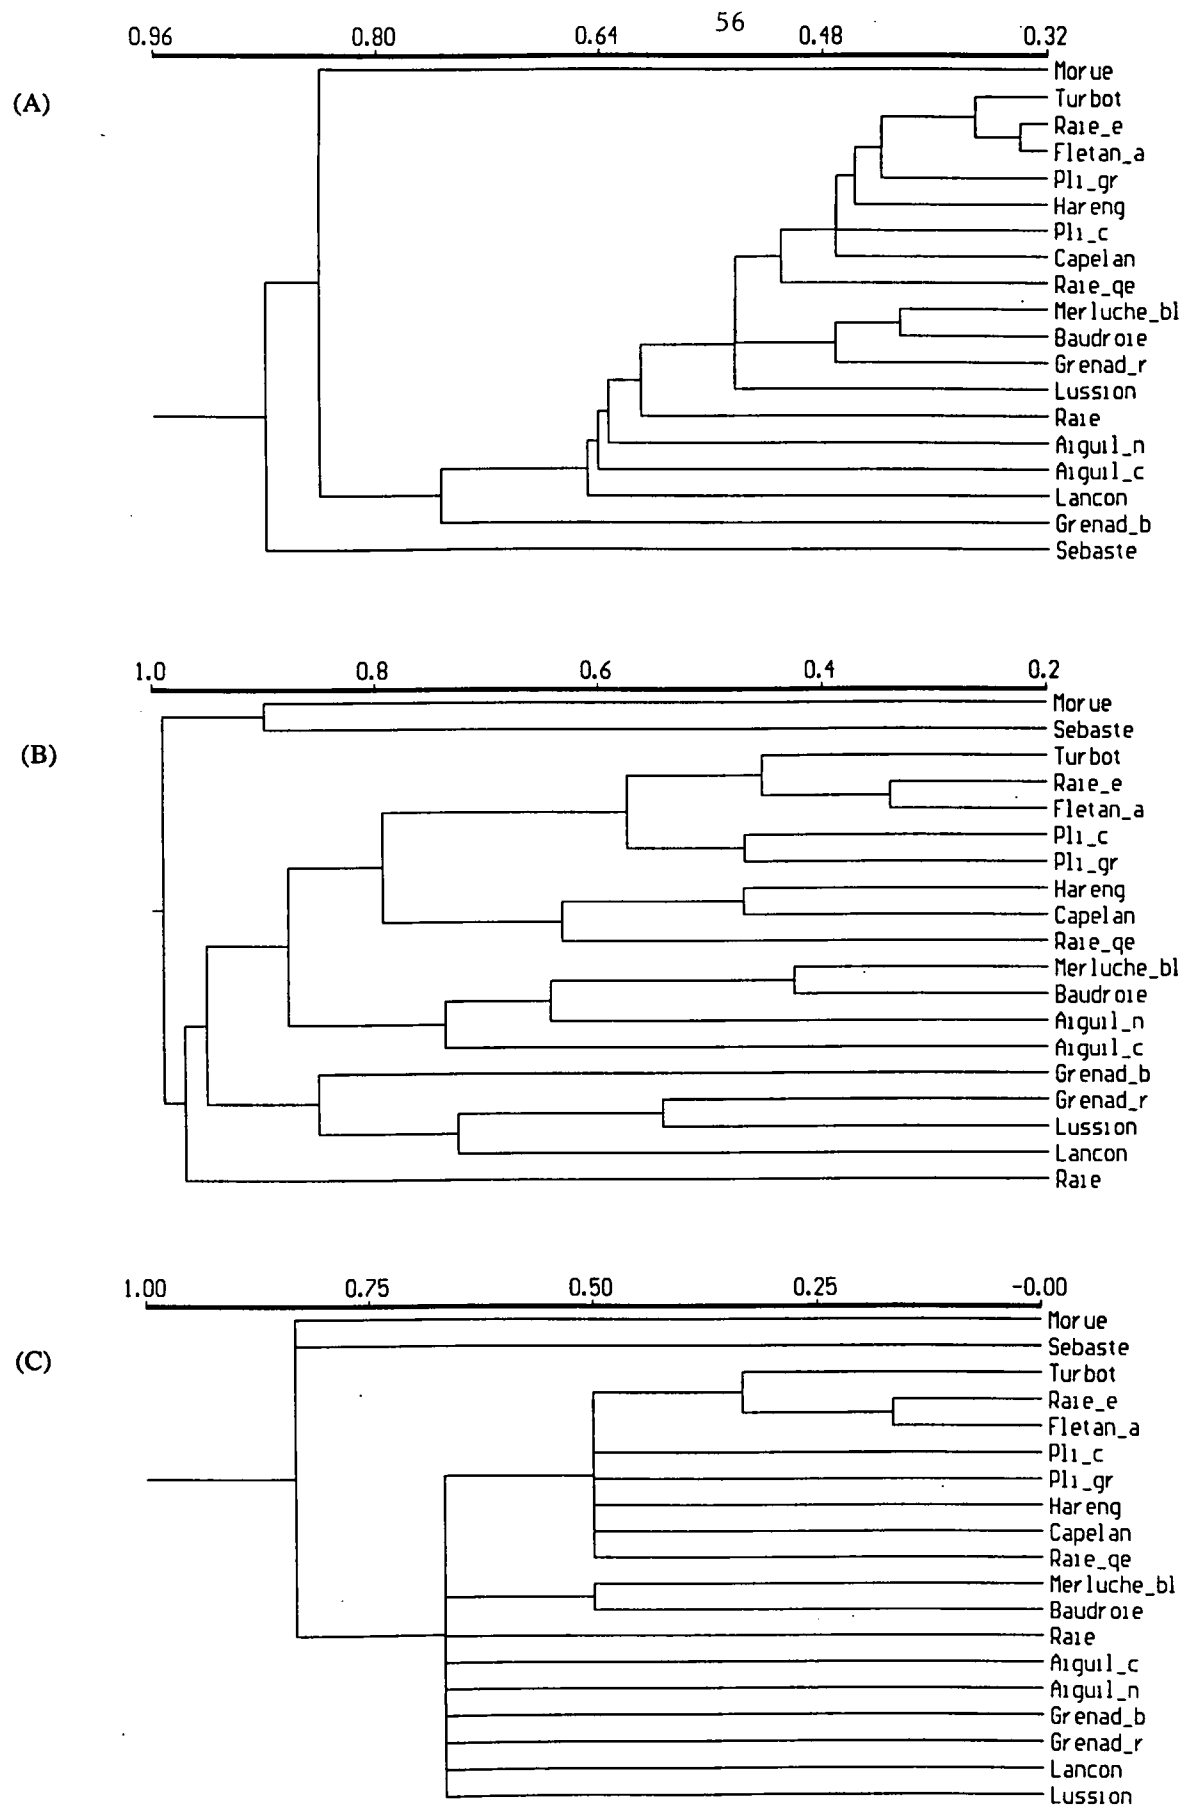 56
0.96 0.80 0.64 0.48 0.32
(A)
Morue
Turbot
Raie_e
Fletan_a
Pli_gr
Hareng
Pli_c
Capelan
Raie_qe
Merluche_bl
Baudroie
Grenad_r
Lussion
Raie
Aiguil_n
Aiguil_c
Lancon
Grenad_b
Sebaste
1.0 0.8 0.6 0.4 0.2
(B)
Morue
Sebaste
Turbot
Raie_e
Fletan_a
Pli_c
Pli_gr
Hareng
Capelan
Raie_qe
Merluche_bl
Baudroie
Aiguil_n
Aiguil_c
Grenad_b
Grenad_r
Lussion
Lancon
Raie
1.00 0.75 0.50 0.25 -0.00
(C)
Morue
Sebaste
Turbot
Raie_e
Fletan_a
Pli_c
Pli_gr
Hareng
Capelan
Raie_qe
Merluche_bl
Baudroie
Raie
Aiguil_c
Aiguil_n
Grenad_b
Grenad_r
Lancon
Lussion